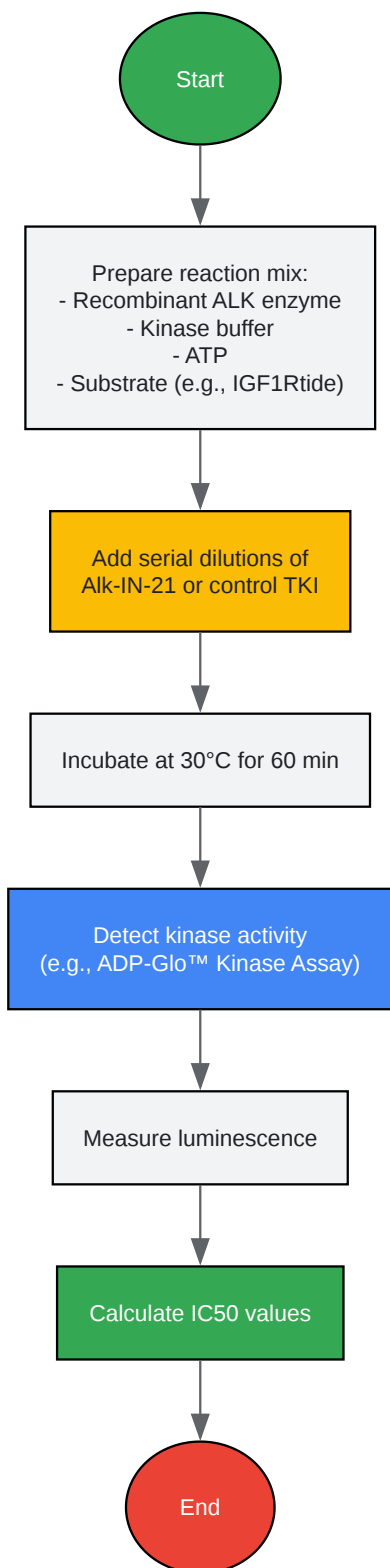 Start
Prepare reaction mix:
- Recombinant ALK enzyme
- Kinase buffer
- ATP
- Substrate (e.g., IGF1Rtide)
Add serial dilutions of
Alk-IN-21 or control TKI
Incubate at 30°C for 60 min
Detect kinase activity
(e.g., ADP-Glo™ Kinase Assay)
Measure luminescence
Calculate IC50 values
End